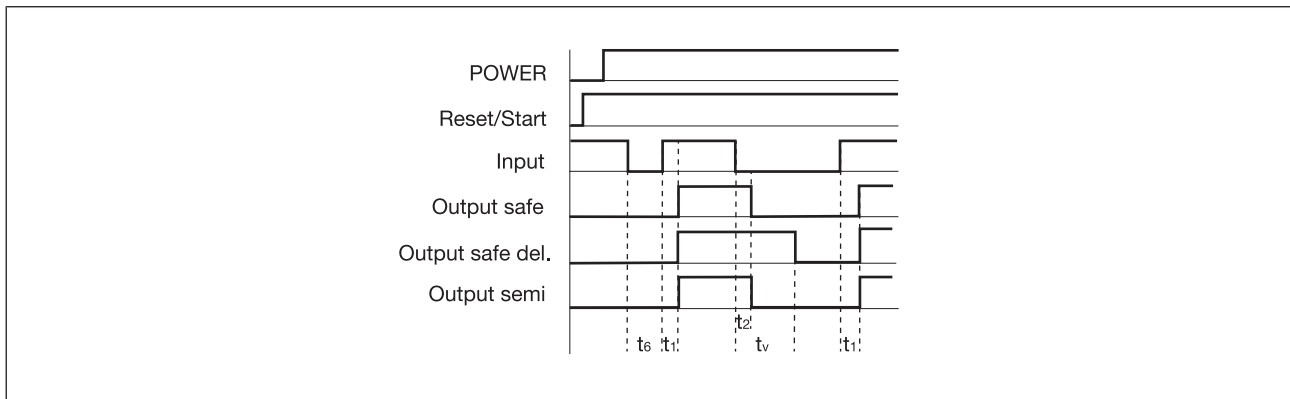 POWER
Reset/Start
Input
Output safe
Output safe del.
Output semi
t2
t6 t1 tv t1